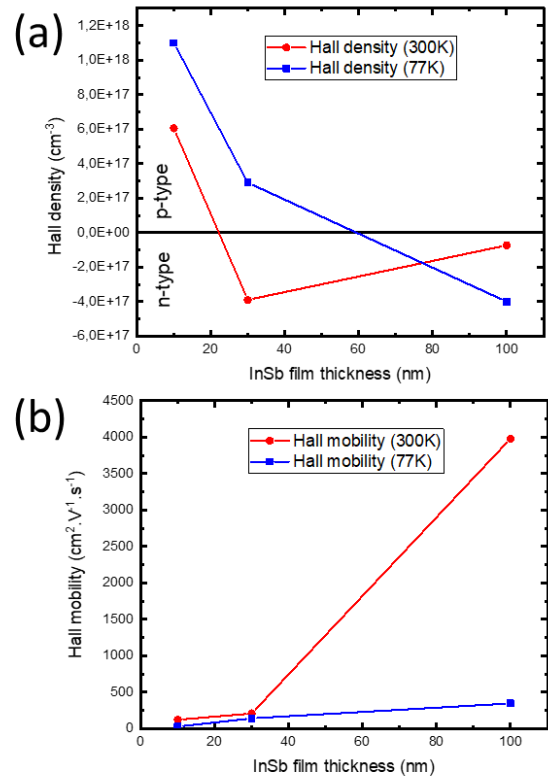 (a)
1,2E+18
1,0E+18
8,0E+17
6,0E+17
4,0E+17
2,0E+17
0,0E+00
-2,0E+17
-4,0E+17
-6,0E+17
Hall density (cm-3)
p-type
n-type
Hall density (300K)
Hall density (77K)
0 20 40 60 80 100
InSb film thickness (nm)
(b)
4500
4000
3500
3000
2500
2000
1500
1000
500
0
Hall mobility (cm2.V-1.s-1)
Hall mobility (300K)
Hall mobility (77K)
0 20 40 60 80 100
InSb film thickness (nm)